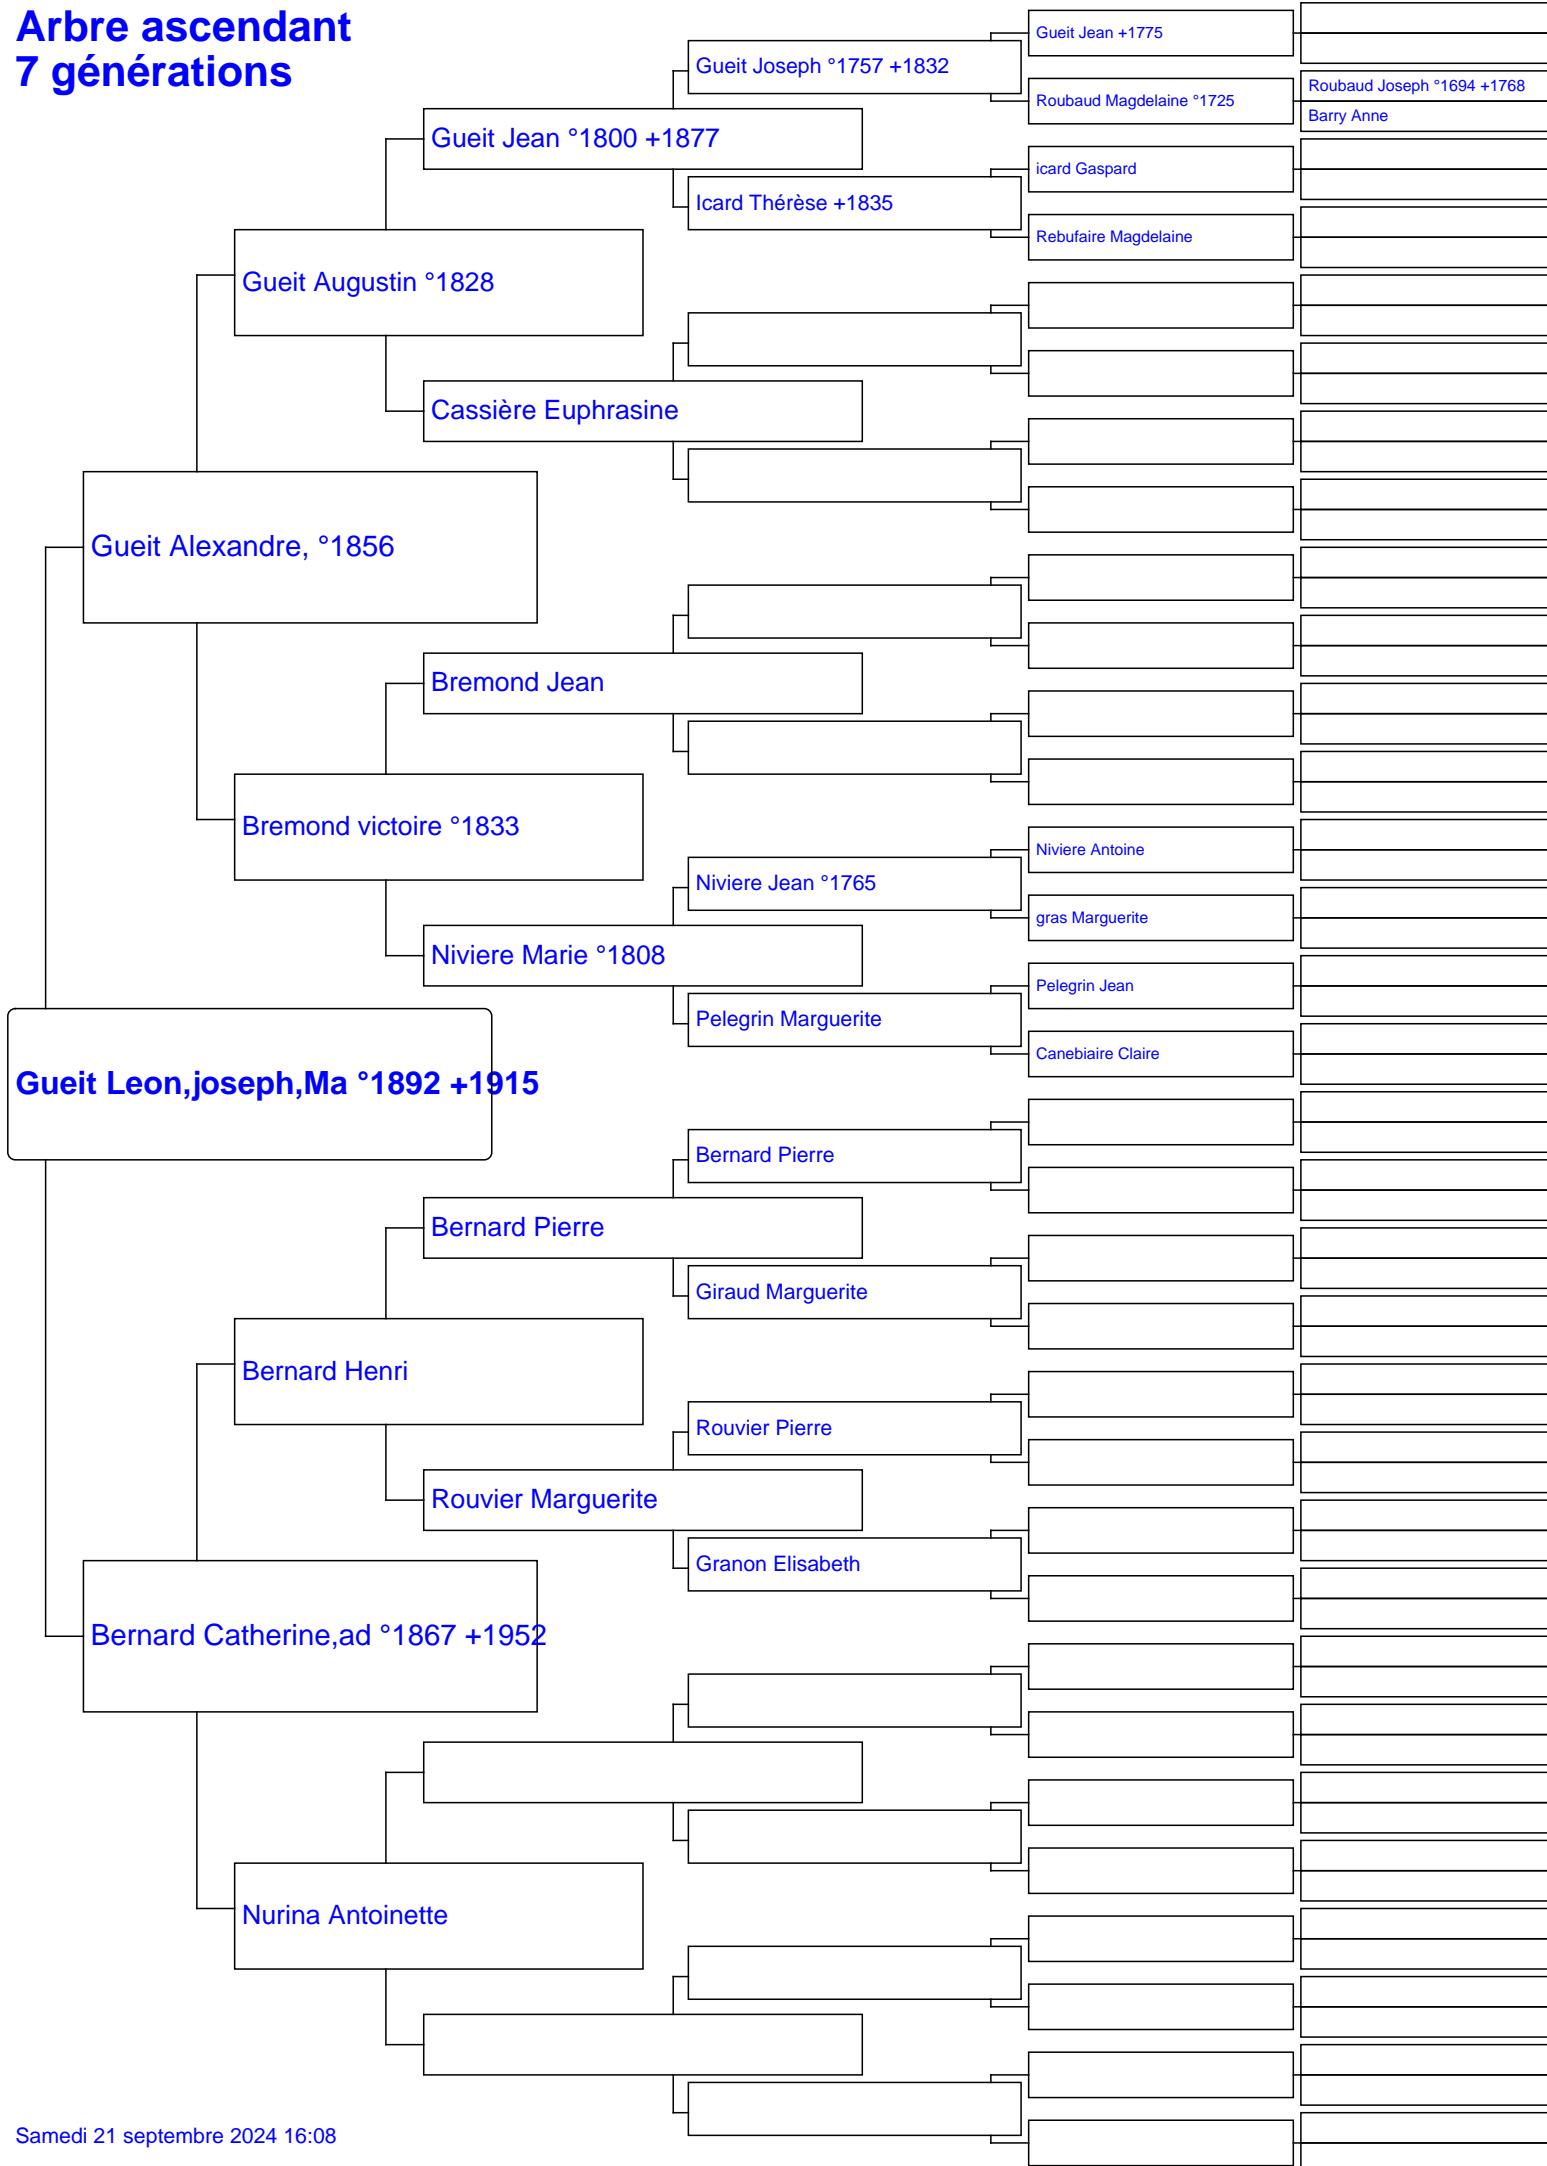 Arbre ascendant
7 générations
Gueit Jean +1775
Gueit Joseph °1757 +1832
Roubaud Joseph °1694 +1768
Roubaud Magdelaine °1725
Barry Anne
Gueit Jean °1800 +1877
icard Gaspard
Icard Thérèse +1835
Rebufaire Magdelaine
Gueit Augustin °1828
Cassière Euphrasine
Gueit Alexandre, °1856
Bremond Jean
Bremond victoire °1833
Niviere Antoine
Niviere Jean °1765
gras Marguerite
Niviere Marie °1808
Pelegrin Jean
Pelegrin Marguerite
Canebiaire Claire
Gueit Leon,joseph,Ma °1892 +1915
Bernard Pierre
Bernard Pierre
Giraud Marguerite
Bernard Henri
Rouvier Pierre
Rouvier Marguerite
Granon Elisabeth
Bernard Catherine,ad °1867 +1952
Nurina Antoinette
Samedi 21 septembre 2024 16:08